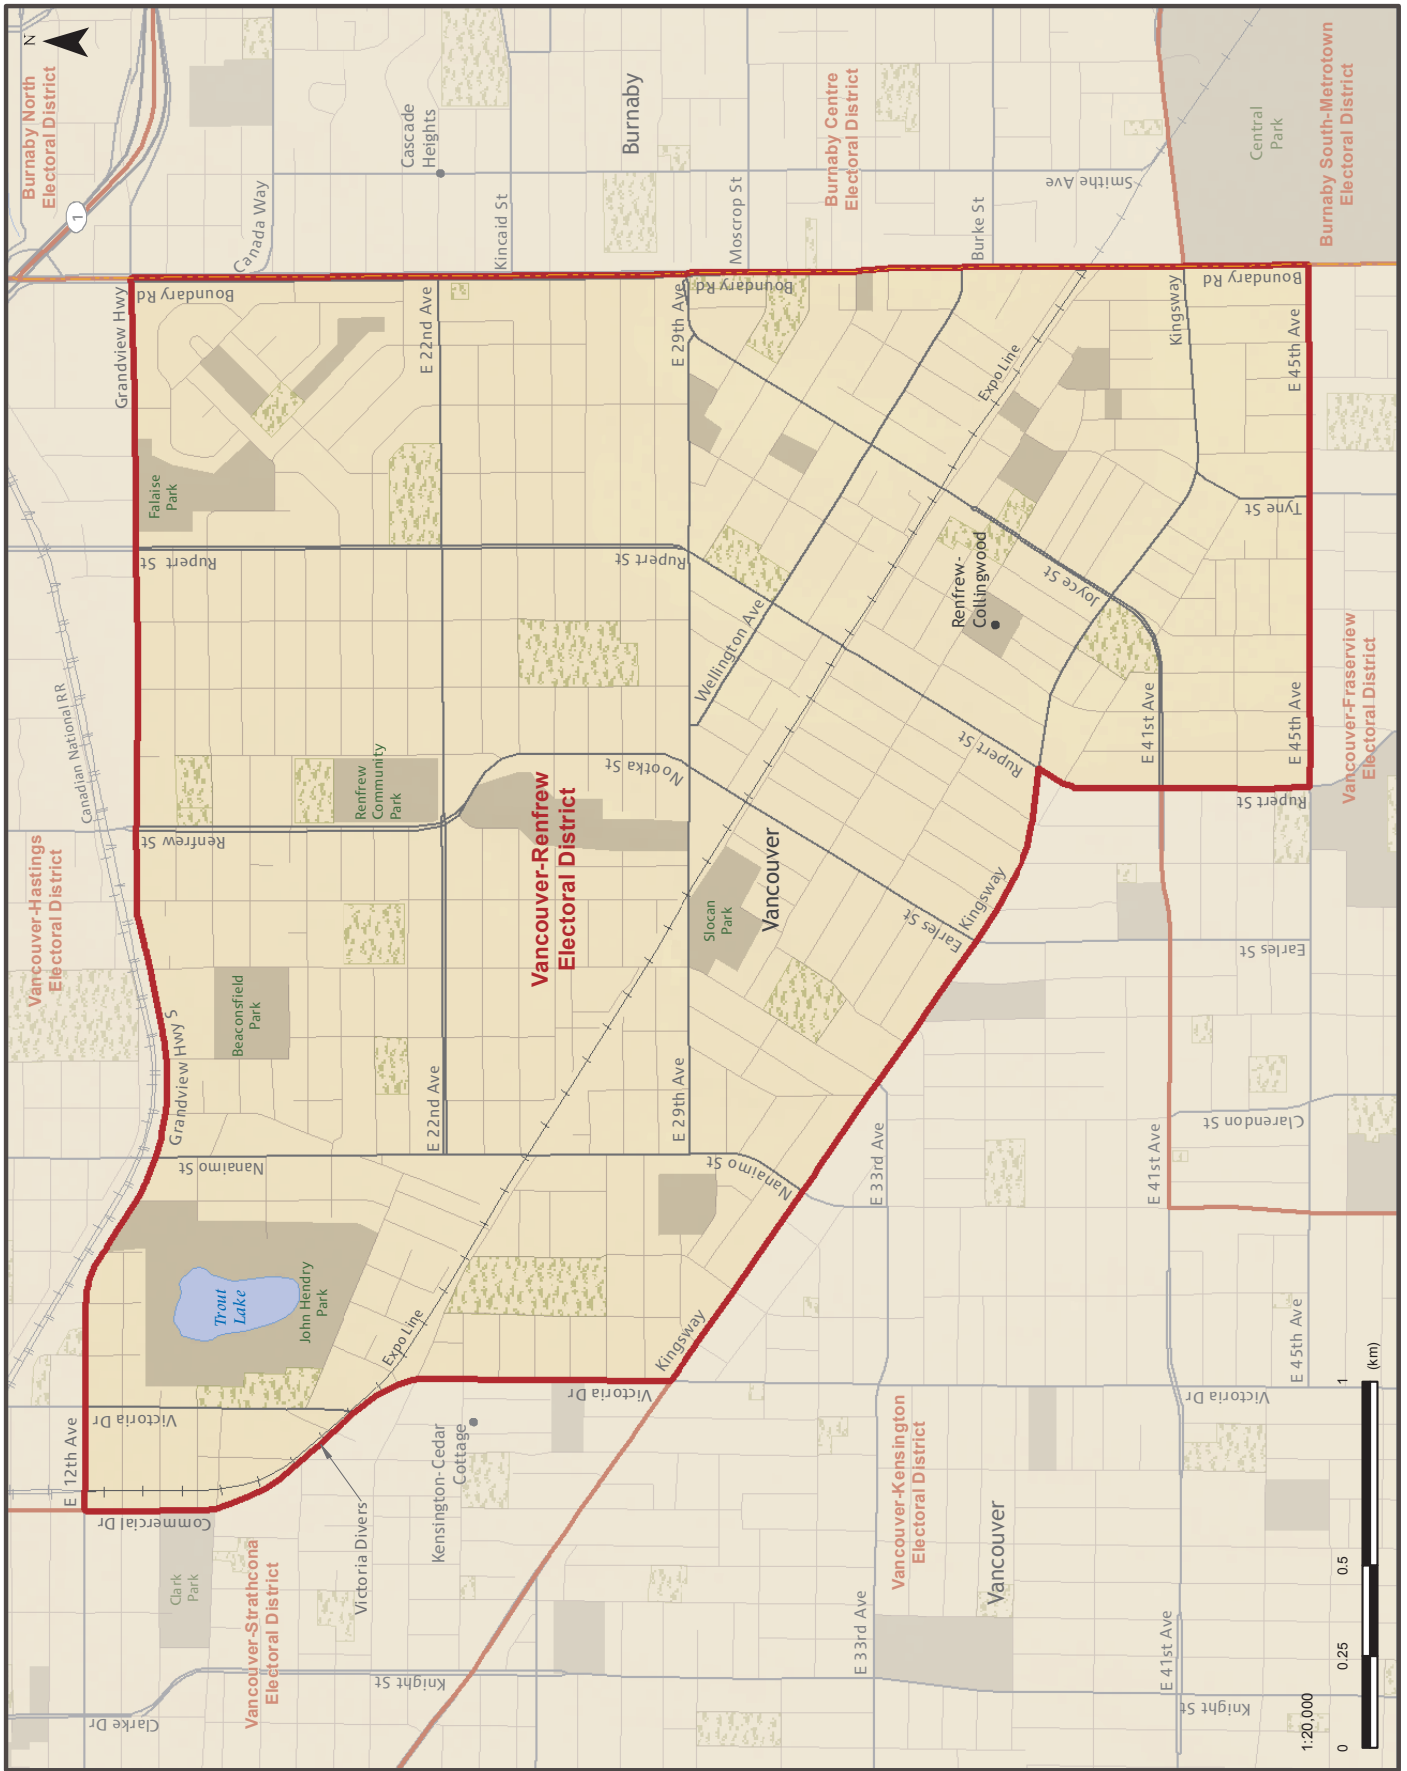 N
Burnaby North
Electoral District
1
Canada Way
Cascade
Heights
Kincaid St
Burnaby
Moscrop St
Burnaby Centre
Electoral District
Burke St
Smithe Ave
Central
Park
Burnaby South-Metrotown
Electoral District
Grandview Hwy
Boundary Rd
E 22nd Ave
E 29th Ave
Boundary Rd
Expo Line
Kingsway
Boundary Rd
E 45th Ave
Falaise
Park
Rupert St
Rupert St
Wellington Ave
Renfrew-
Collingwood
Joyce St
Tyne St
Canadian National RR
Renfrew
Community
Park
Renfrew St
Nootka St
Rupert St
E 41st Ave
E 45th Ave
Rupert St
Vancouver-Fraserview
Electoral District
Vancouver-Hastings
Electoral District
Vancouver-Renfrew
Electoral District
Slocan
Park
Vancouver
Earles St
Kingsway
Earles St
Beaconsfield
Park
Grandview Hwy S
E 22nd Ave
E 29th Ave
Nanaimo St
Nanaimo St
E 33rd Ave
E 41st Ave
Clarendon St
Trout
Lake
John Hendry
Park
Expo Line
Kingsway
E 45th Ave
E 12th Ave
Victoria Dr
Victoria Dr
Victoria Dr
Commercial Dr
Kensington-Cedar
Cottage
Victoria Divers
Clark
Park
Vancouver-Strathcona
Electoral District
Vancouver-Kensington
Electoral District
Vancouver
Clarke Dr
Knight St
E 33rd Ave
E 41st Ave
Knight St
1:20,000
0
0.25
0.5
1
(km)